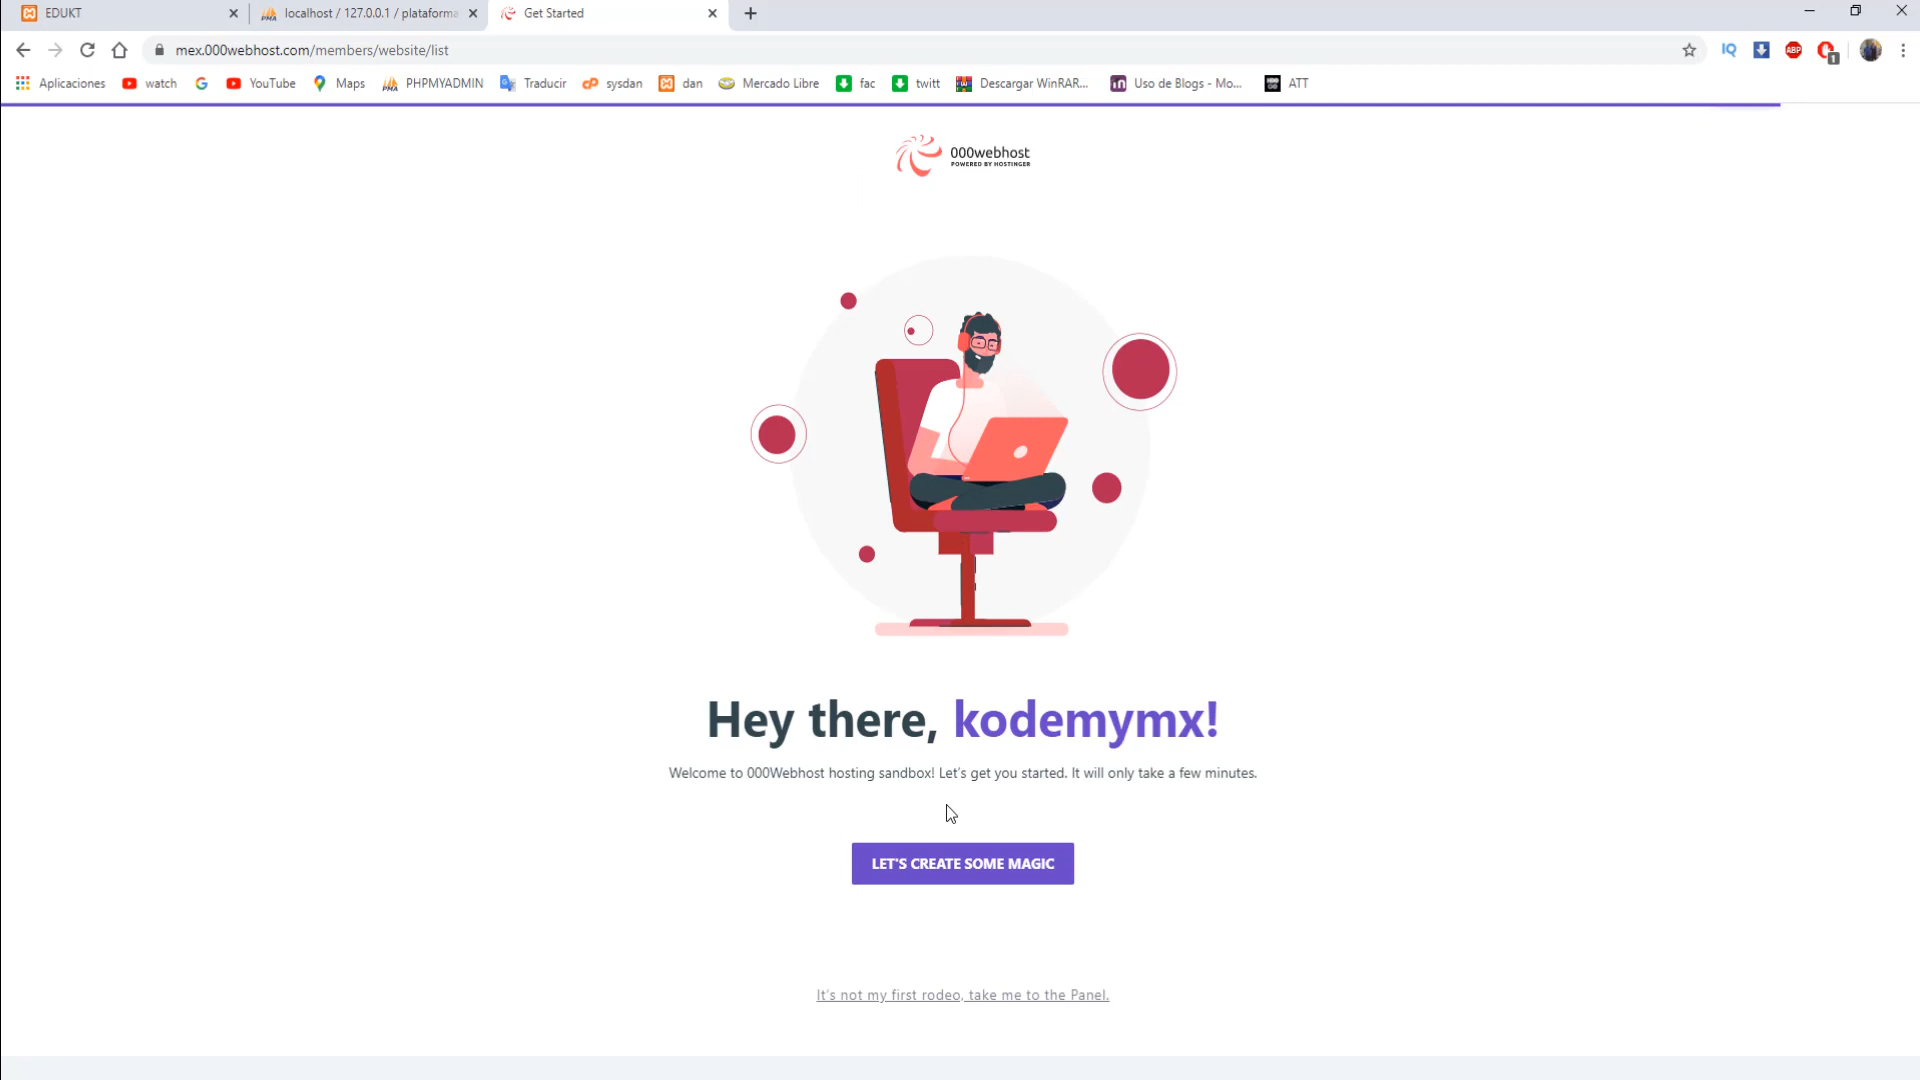 EDUKT
localhost / 127.0.0.1 / plataforma
Get Started
mex.000webhost.com/members/website/list
IQ
ABP
1
Aplicaciones
watch
YouTube
Maps
PHPMYADMIN
Traducir
sysdan
dan
Mercado Libre
fac
twitt
Descargar WinRAR...
Uso de Blogs - Mo...
ATT
000webhost
POWERED BY HOSTINGER
Hey there, kodemymx!
Welcome to 000Webhost hosting sandbox! Let's get you started. It will only take a few minutes.
LET'S CREATE SOME MAGIC
It's not my first rodeo, take me to the Panel.